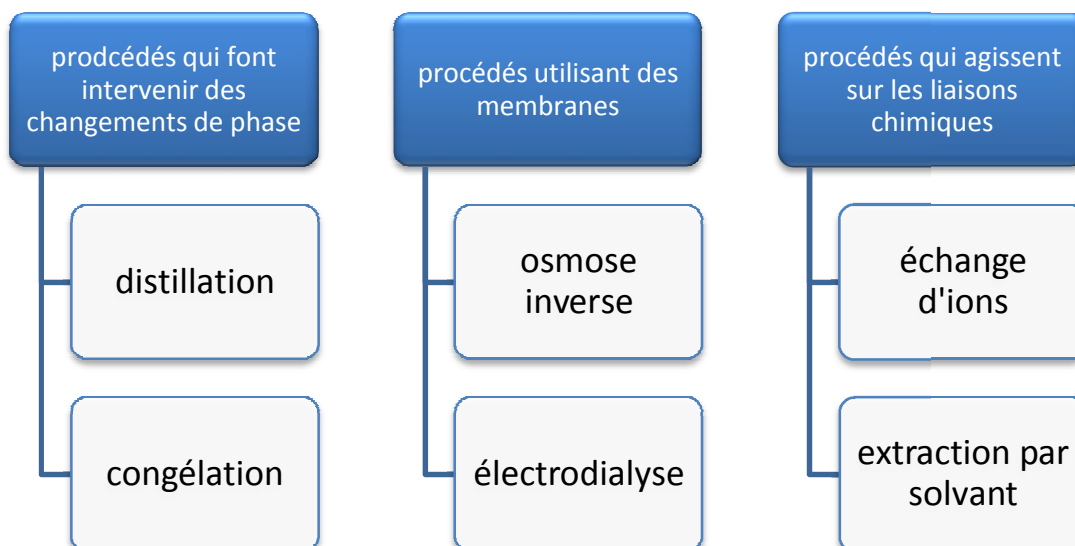 prodcédés qui font
intervenir des
changements de phase
distillation
congélation
procédés utilisant des
membranes
osmose
inverse
électrodialyse
procédés qui agissent
sur les liaisons
chimiques
échange
d'ions
extraction par
solvant